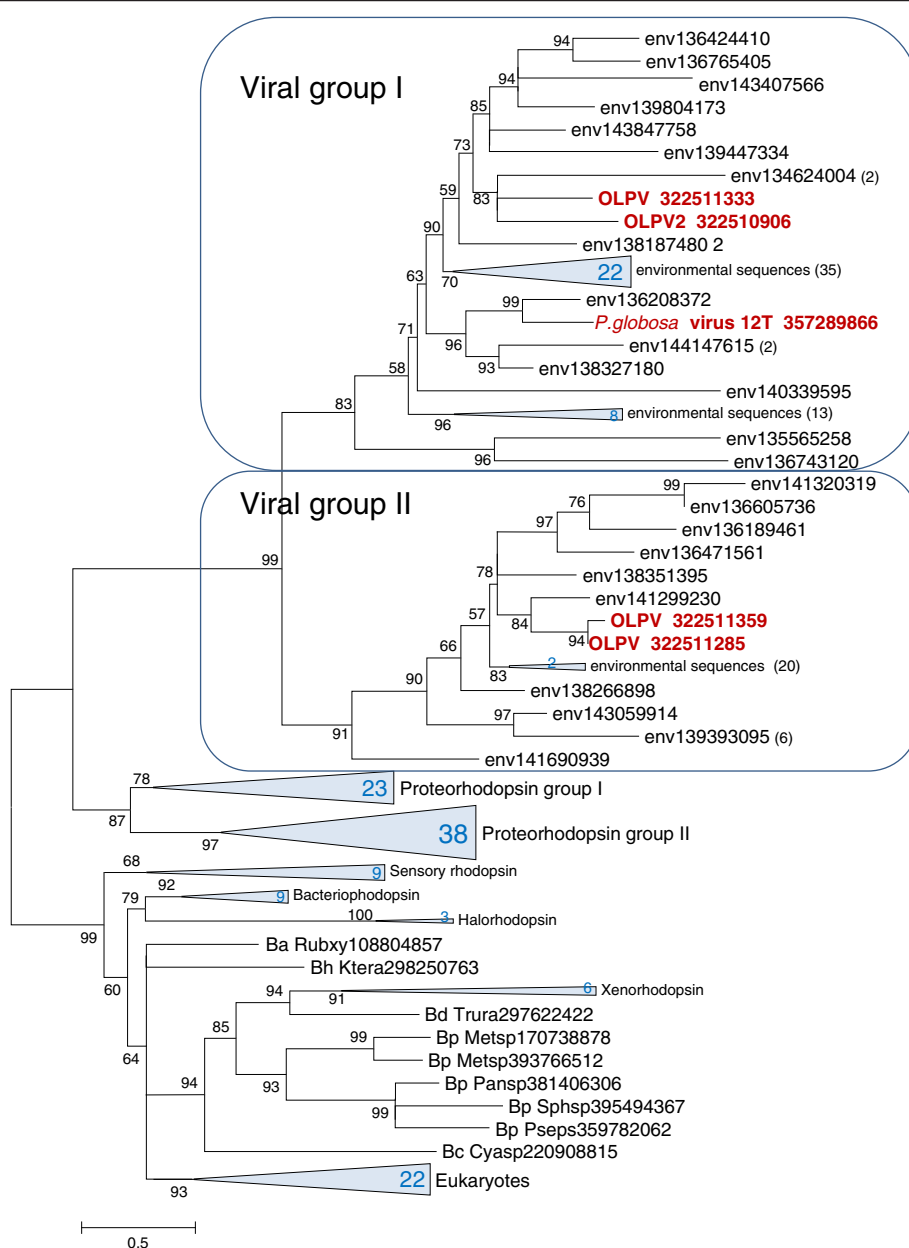 Viral group I
94
env136424410
env136765405
94
env143407566
85
env139804173
env143847758
73
env139447334
env134624004 (2)
59
83
OLPV 322511333
OLPV2 322510906
90
env138187480 2
22
environmental sequences (35)
63
70
99
env136208372
P.globosa virus 12T 357289866
71
96
env144147615 (2)
58
93
env138327180
env140339595
83
8
environmental sequences (13)
96
env135565258
96
env136743120
Viral group II
99
env141320319
76
env136605736
97
env136189461
env136471561
99
78
env138351395
env141299230
57
84
OLPV 322511359
94
OLPV 322511285
66
2
environmental sequences (20)
90
83
env138266898
97
env143059914
91
env139393095 (6)
env141690939
78
23
Proteorhodopsin group I
87
38
Proteorhodopsin group II
97
68
9
Sensory rhodopsin
92
79
9
Bacteriophodopsin
100
3
Halorhodopsin
99
Ba Rubxy108804857
Bh Ktera298250763
60
94
91
6
Xenorhodopsin
Bd Trura297622422
85
99
Bp Metsp170738878
64
Bp Metsp393766512
94
93
Bp Pansp381406306
99
Bp Sphsp395494367
Bp Pseps359782062
Bc Cyasp220908815
93
22
Eukaryotes
0.5